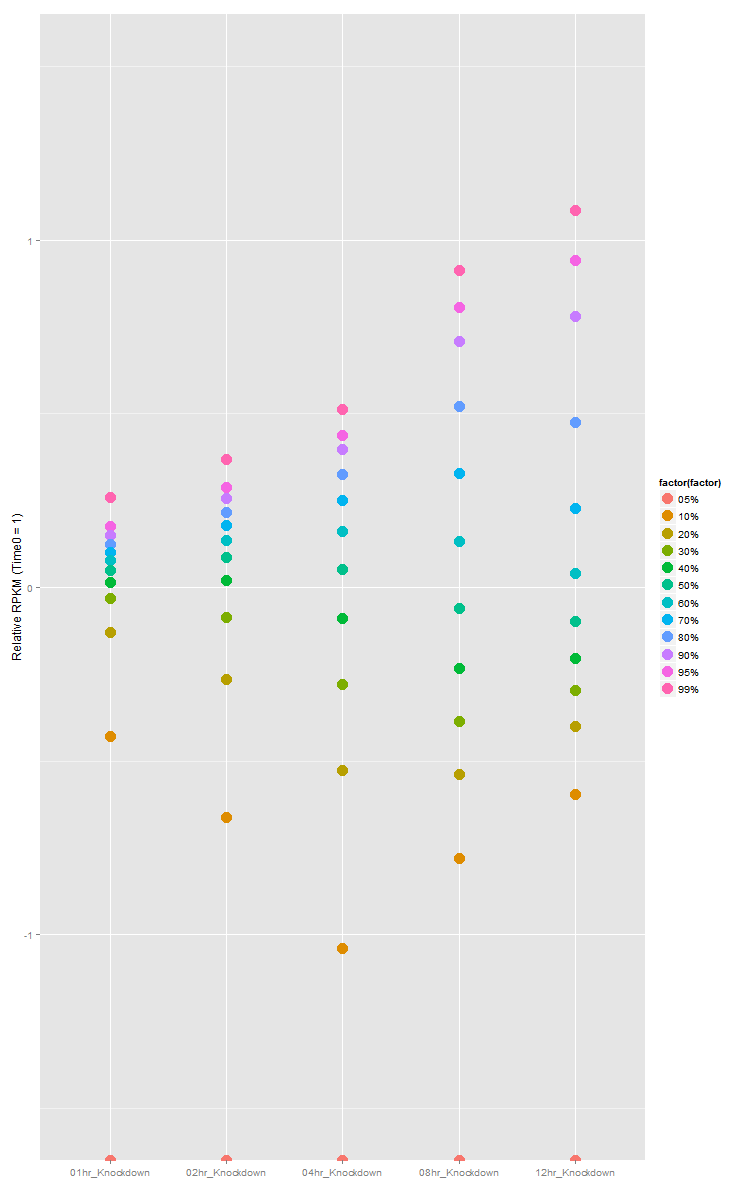 1
0
-1
Relative RPKM (Time0 = 1)
01hr_Knockdown
02hr_Knockdown
04hr_Knockdown
08hr_Knockdown
12hr_Knockdown
factor(factor)
05%
10%
20%
30%
40%
50%
60%
70%
80%
90%
95%
99%